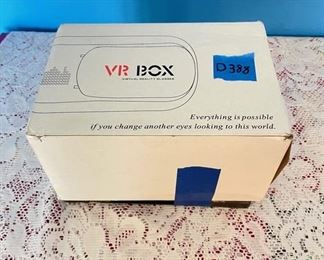 VR BOX
VIRTUAL REALITY GLASSES
D388
Everything is possible
if you change another eyes looking to this world.